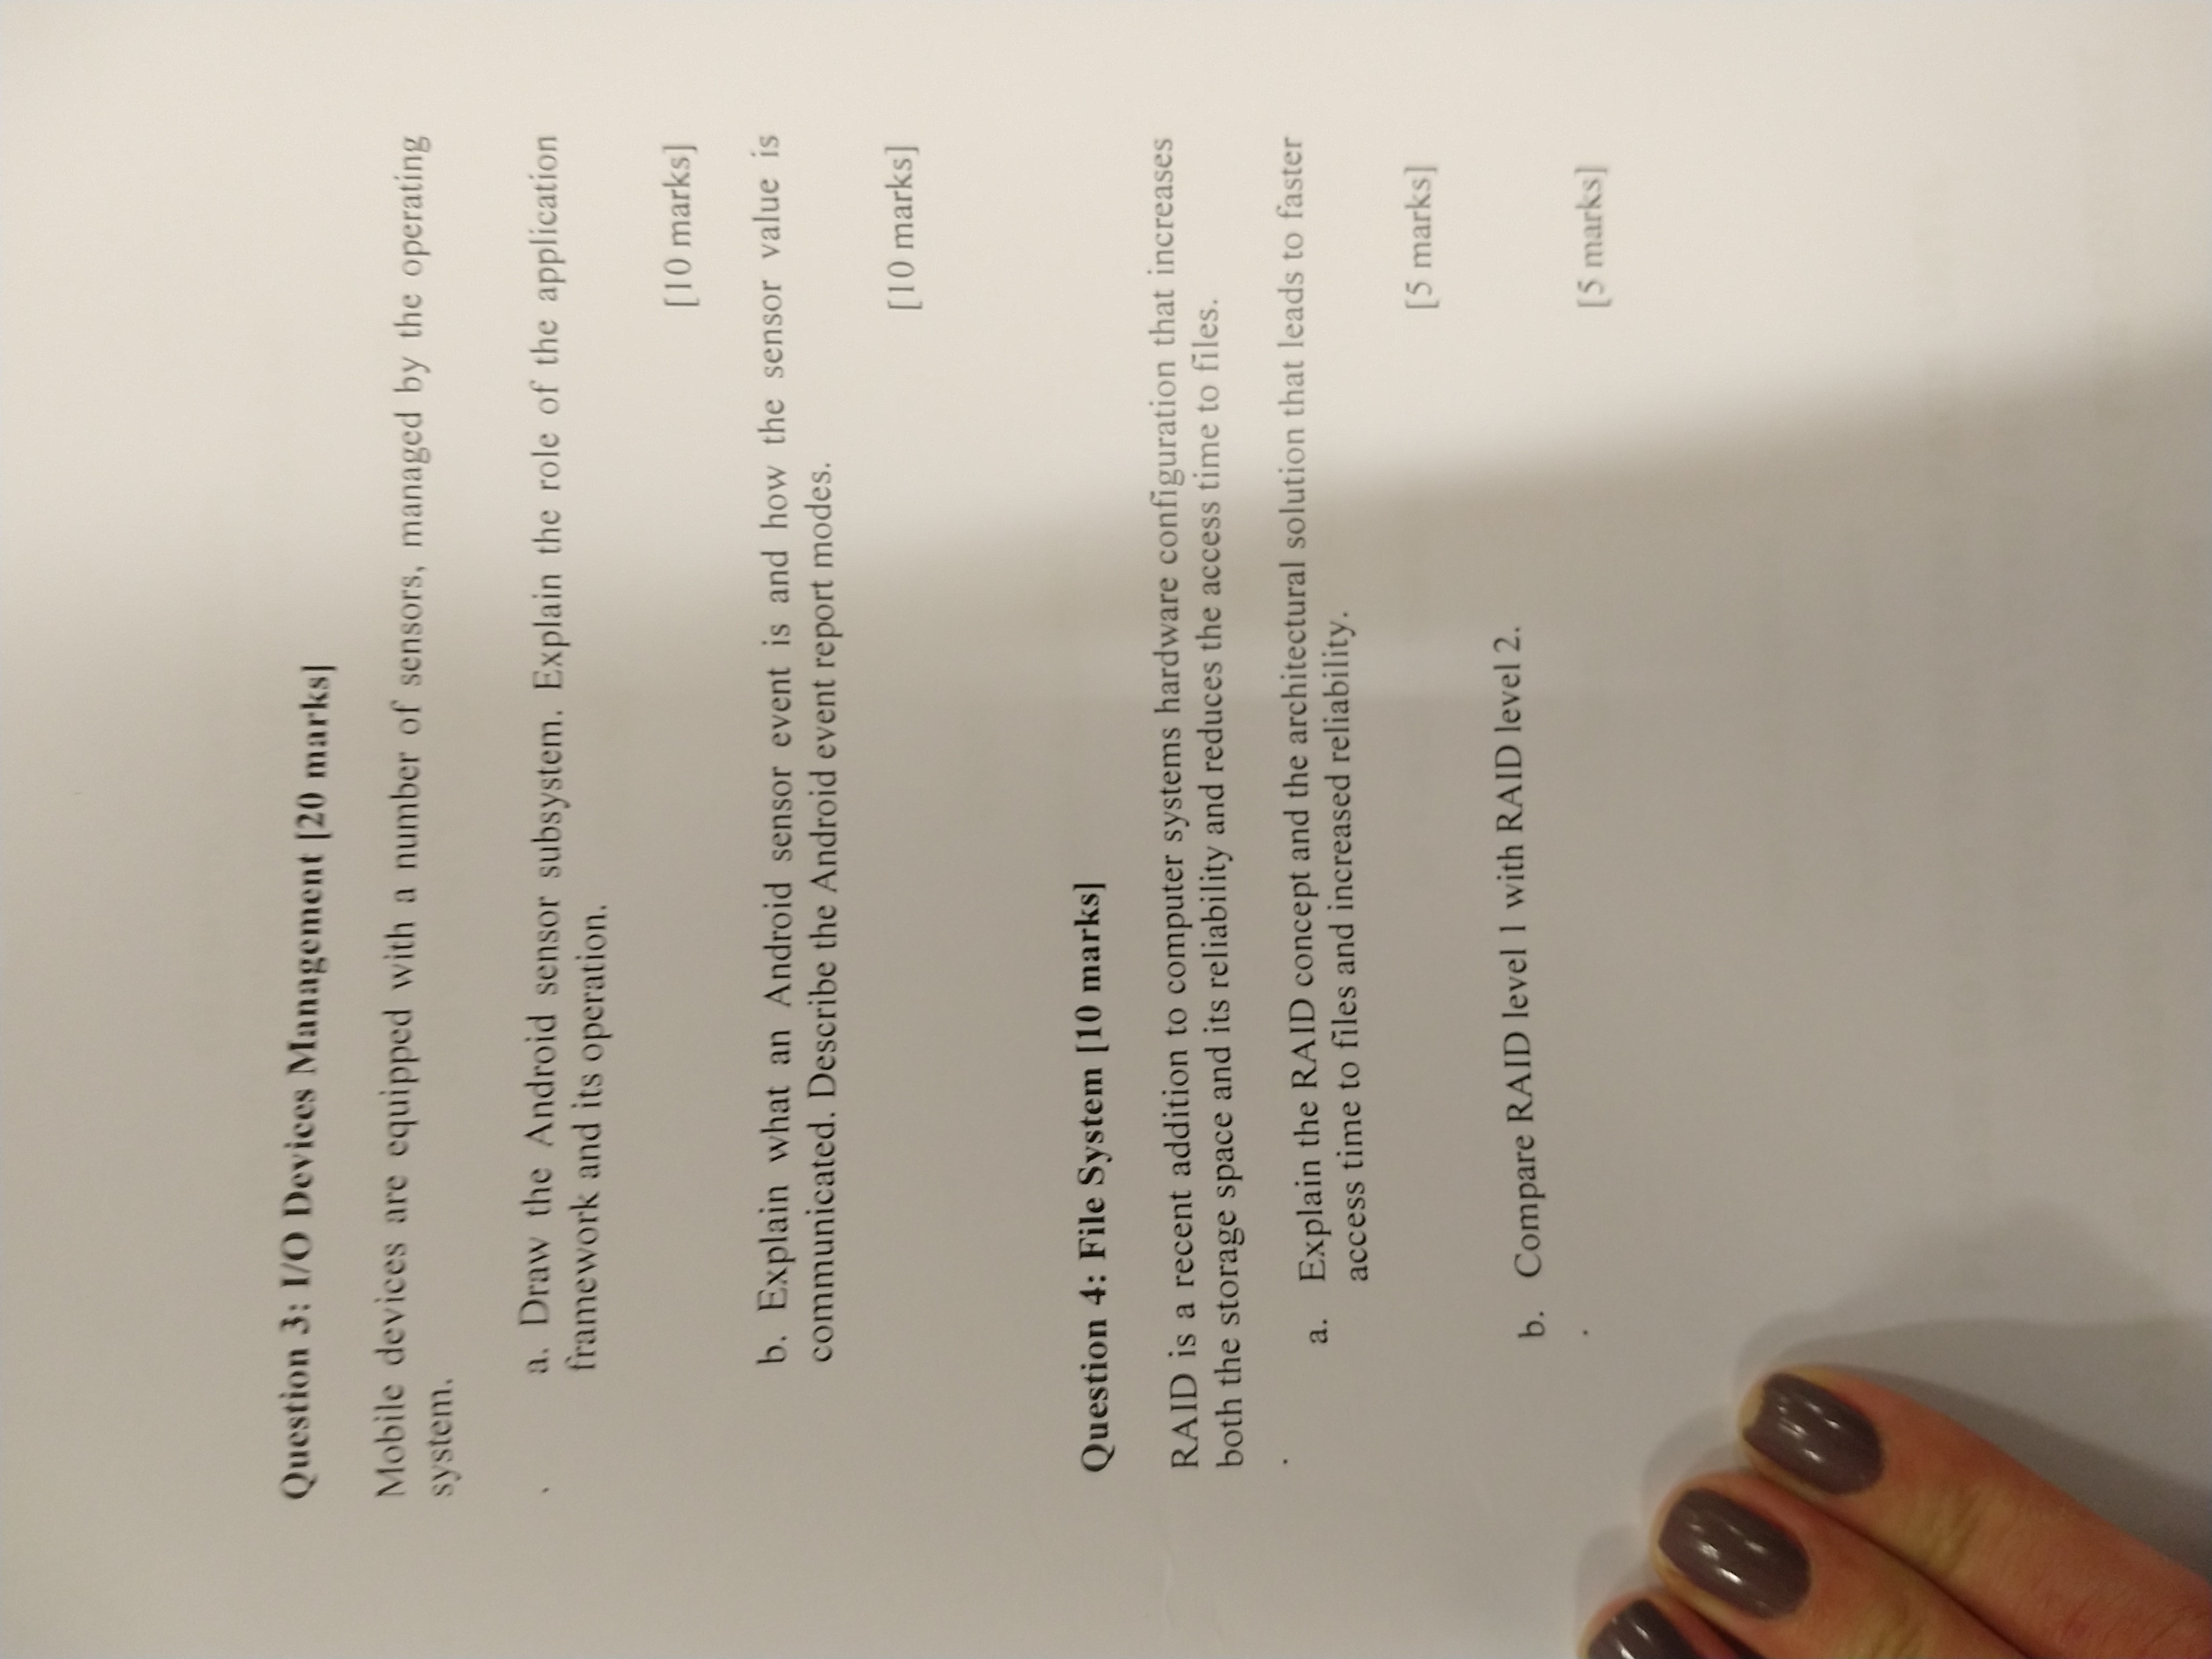 Question 3: I/O Devices Management [20 marks]
Mobile devices are equipped with a number of sensors, managed by the operating
system.
a. Draw the Android sensor subsystem. Explain the role of the application
framework and its operation.
[10 marks]
b. Explain what an Android sensor event is and how the sensor value is
communicated. Describe the Android event report modes.
[10 marks]
Question 4: File System [10 marks]
RAID is a recent addition to computer systems hardware configuration that increases
both the storage space and its reliability and reduces the access time to files.
a. Explain the RAID concept and the architectural solution that leads to faster
access time to files and increased reliability.
[5 marks]
b. Compare RAID level 1 with RAID level 2.
[5 marks]